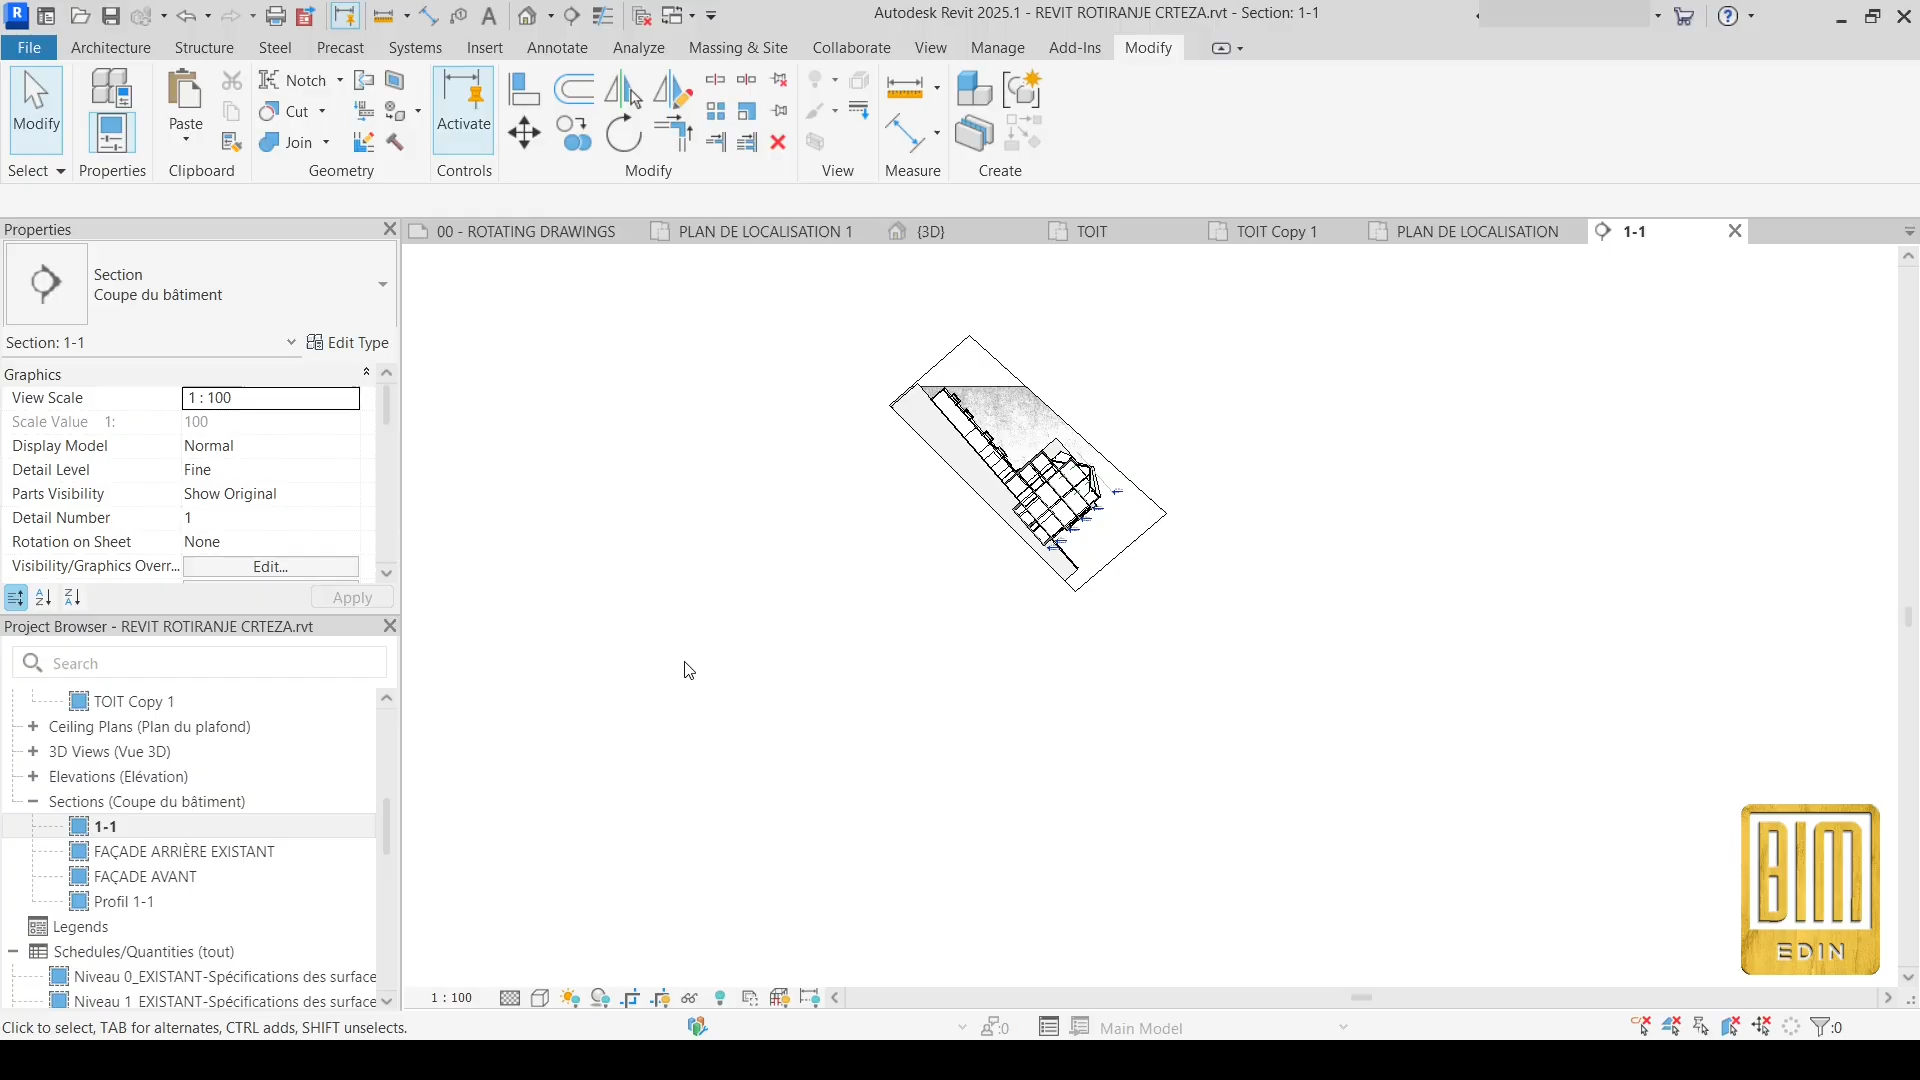 Autodesk Revit 2025.1 - REVIT ROTIRANJE CRTEZA.rvt - Section: 1-1
File Architecture Structure Steel Precast Systems Insert Annotate Analyze Massing & Site Collaborate View Manage Add-Ins Modify
Modify
Paste
Notch
Cut
Join
Activate
Select Properties Clipboard Geometry Controls Modify View Measure Create
Properties
00 - ROTATING DRAWINGS PLAN DE LOCALISATION 1 {3D} TOIT TOIT Copy 1 PLAN DE LOCALISATION 1-1
Section
Coupe du bâtiment
Section: 1-1 Edit Type
Graphics
View Scale 1 : 100
Scale Value 1: 100
Display Model Normal
Detail Level Fine
Parts Visibility Show Original
Detail Number 1
Rotation on Sheet None
Visibility/Graphics Overr... Edit...
Apply
Project Browser - REVIT ROTIRANJE CRTEZA.rvt
Search
TOIT Copy 1
Ceiling Plans (Plan du plafond)
3D Views (Vue 3D)
Elevations (Elévation)
Sections (Coupe du bâtiment)
1-1
FAÇADE ARRIÈRE EXISTANT
FAÇADE AVANT
Profil 1-1
Legends
Schedules/Quantities (tout)
Niveau 0_EXISTANT-Spécifications des surface
Niveau 1_EXISTANT-Spécifications des surface
1 : 100
BIM
EDIN
Click to select, TAB for alternates, CTRL adds, SHIFT unselects.
:0
Main Model
:0